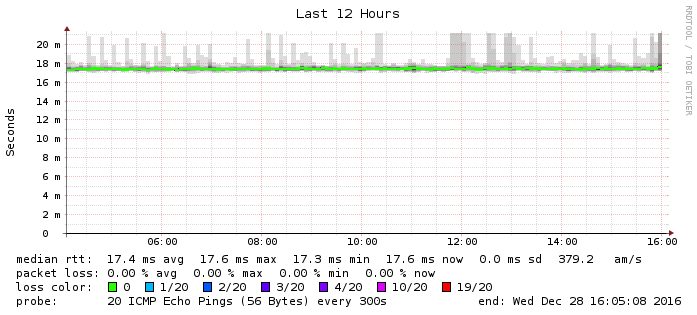 Last 12 Hours
RRDTOOL / TOBI OETIKER
Seconds
20 m
18 m
16 m
14 m
12 m
10 m
8 m
6 m
4 m
2 m
0
06:00 08:00 10:00 12:00 14:00 16:00
median rtt: 17.4 ms avg 17.6 ms max 17.3 ms min 17.6 ms now 0.0 ms sd 379.2 am/s
packet loss: 0.00 % avg 0.00 % max 0.00 % min 0.00 % now
loss color: 0 1/20 2/20 3/20 4/20 10/20 19/20
probe: 20 ICMP Echo Pings (56 Bytes) every 300s end: Wed Dec 28 16:05:08 2016